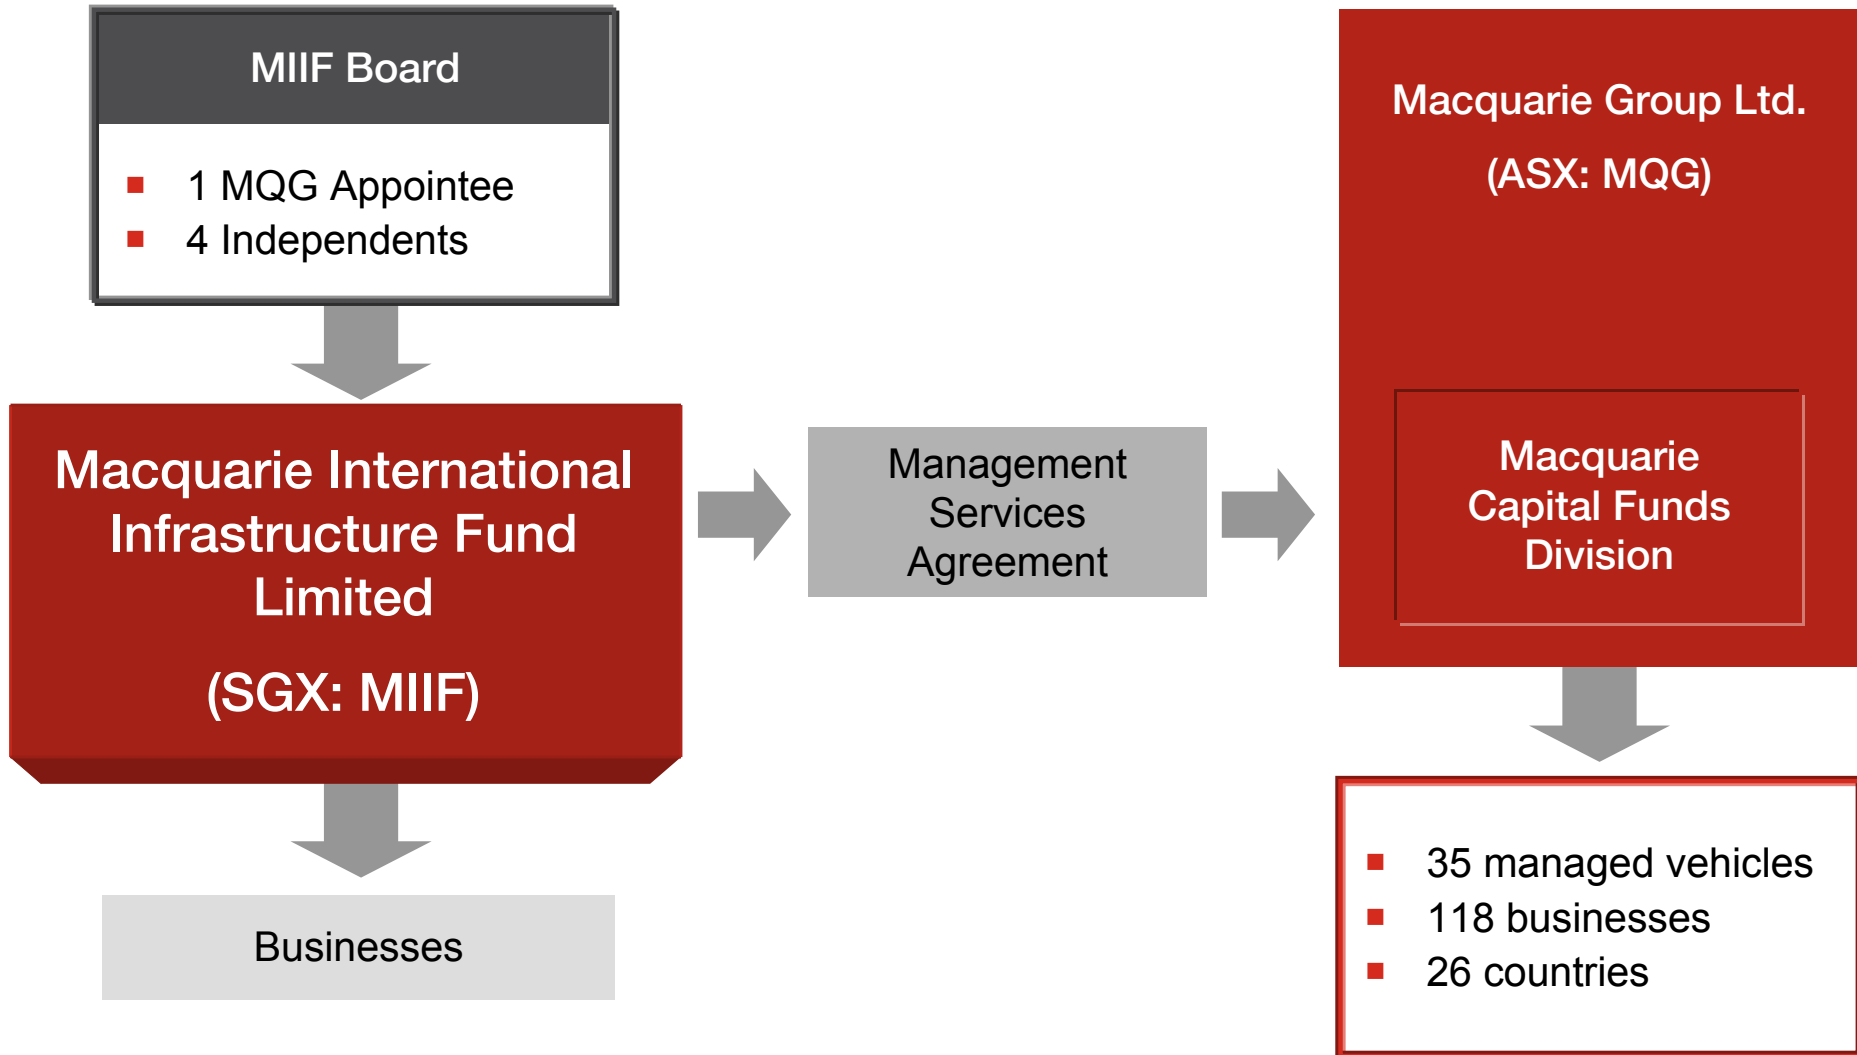 MIIF Board
1 MQG Appointee
4 Independents
Macquarie International
Infrastructure Fund
Limited
(SGX: MIIF)
Businesses
Management
Services
Agreement
Macquarie Group Ltd.
(ASX: MQG)
Macquarie
Capital Funds
Division
35 managed vehicles
118 businesses
26 countries